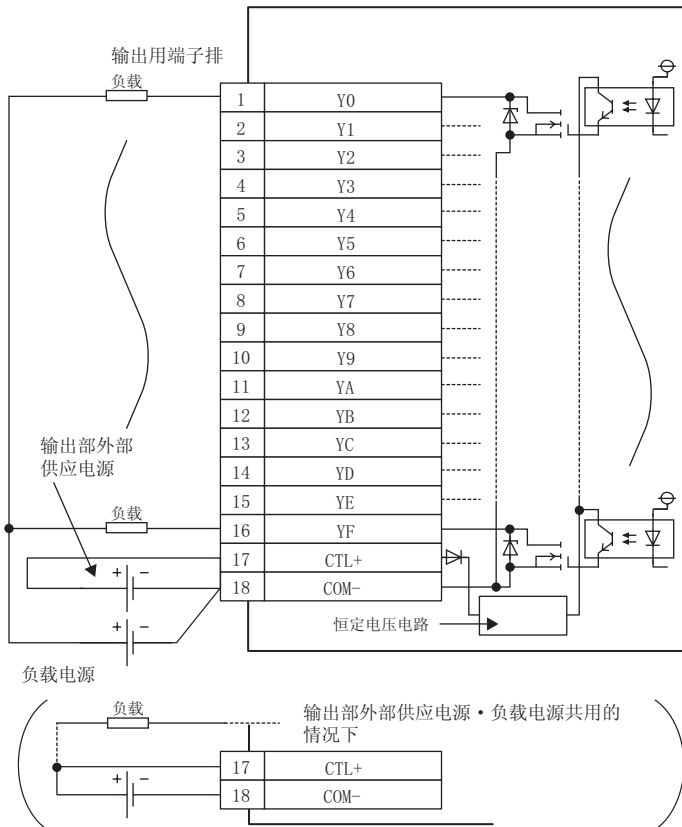 输出用端子排
负载
1 Y0
2 Y1
3 Y2
4 Y3
5 Y4
6 Y5
7 Y6
8 Y7
9 Y8
10 Y9
11 YA
12 YB
13 YC
14 YD
15 YE
16 YF
17 CTL+
18 COM-
输出部外部
供应电源
负载
+ -
+ -
负载电源
恒定电压电路
负载
输出部外部供应电源·负载电源共用的
情况下
17 CTL+
18 COM-
+ -